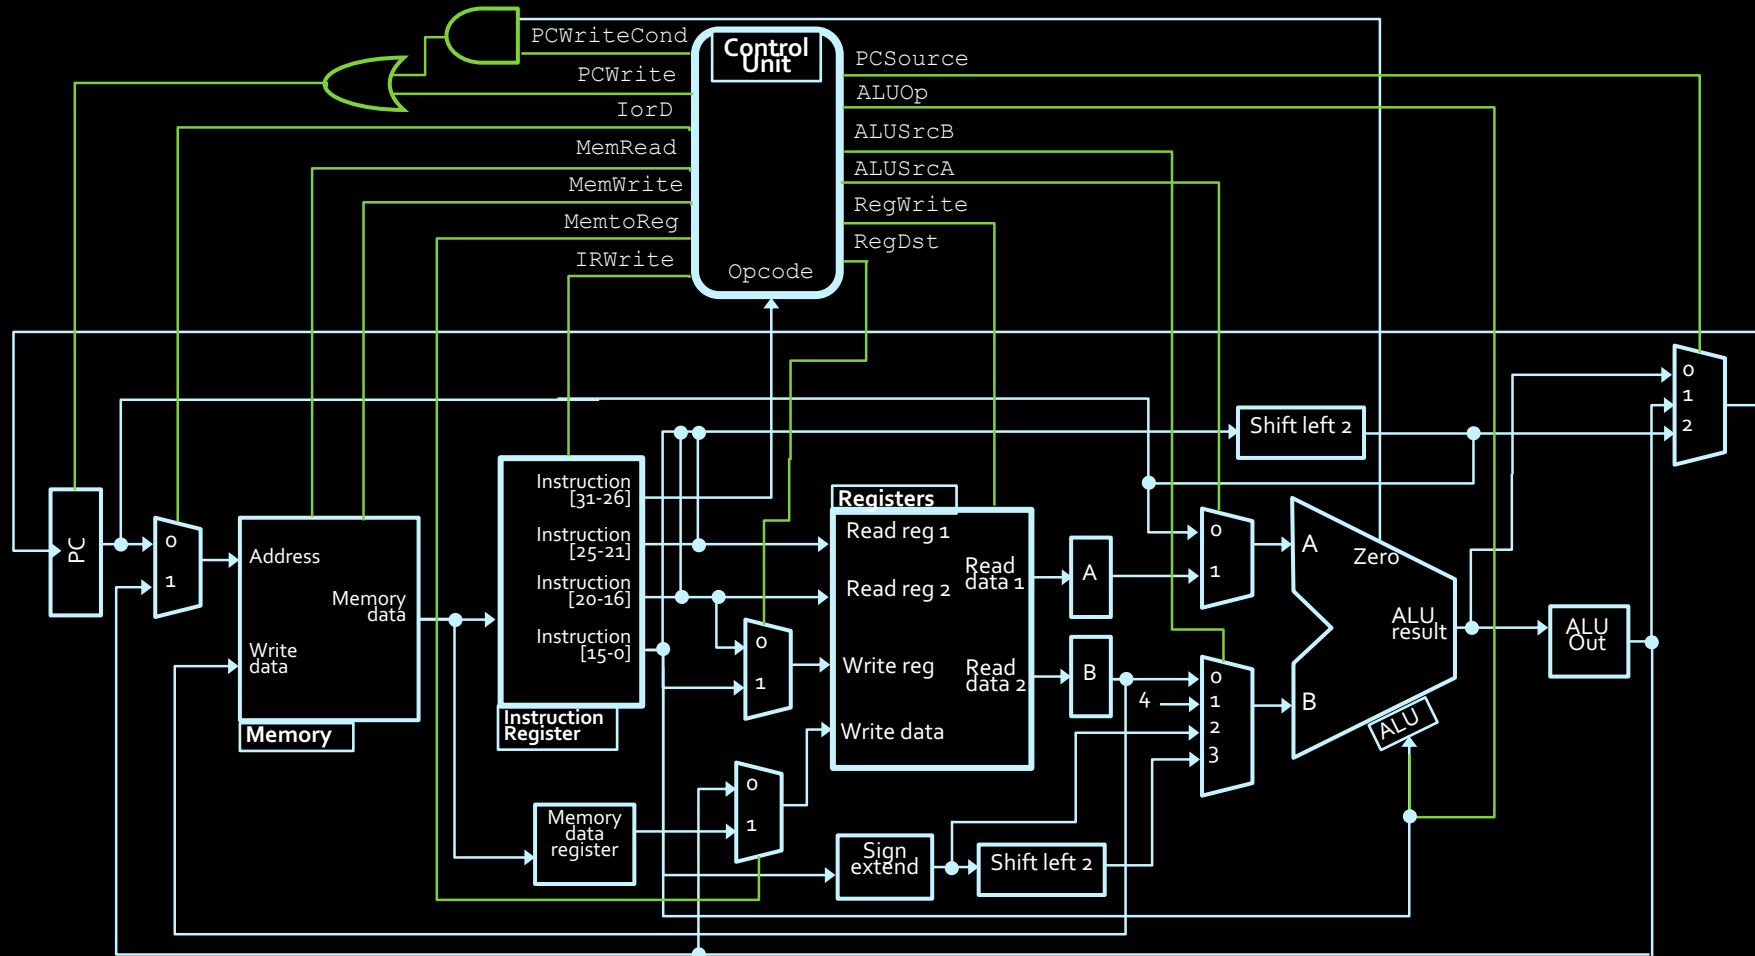 PCWriteCond
PCWrite
IorD
MemRead
MemWrite
MemtoReg
IRWrite
Control
Unit
Opcode
PCSource
ALUOp
ALUSrcB
ALUSrcA
RegWrite
RegDst
PC
0
1
Address
Memory
data
Write
data
Memory
Instruction
[31-26]
Instruction
[25-21]
Instruction
[20-16]
Instruction
[15-0]
Instruction
Register
Memory
data
register
0
1
0
1
Registers
Read reg 1
Read reg 2
Write reg
Write data
Read
data 1
Read
data 2
Sign
extend
Shift left 2
A
B
4
0
1
0
1
2
3
Shift left 2
A
B
Zero
ALU
result
ALU
ALU
Out
0
1
2